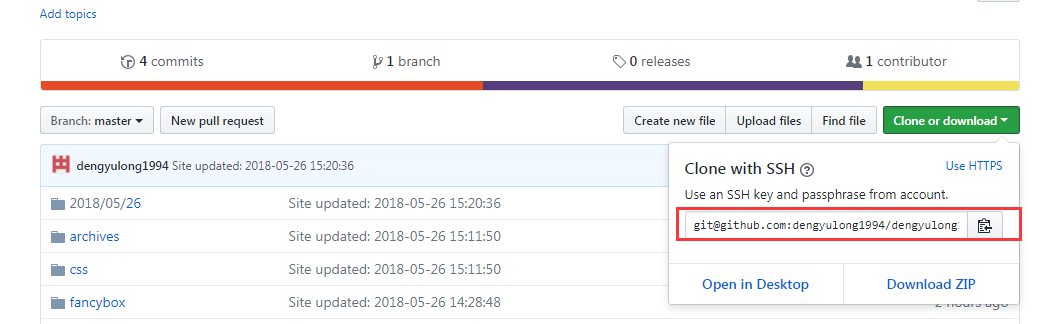 Add topics
4 commits 1 branch 0 releases 1 contributor
Branch: master New pull request Create new file Upload files Find file Clone or download
dengyulong1994 Site updated: 2018-05-26 15:20:36
Clone with SSH Use HTTPS
Use an SSH key and passphrase from account.
2018/05/26 Site updated: 2018-05-26 15:20:36
git@github.com:dengyulong1994/dengyulong
archives Site updated: 2018-05-26 15:11:50
css Site updated: 2018-05-26 15:11:50
Open in Desktop Download ZIP
fancybox Site updated: 2018-05-26 14:28:48 2 hours ago